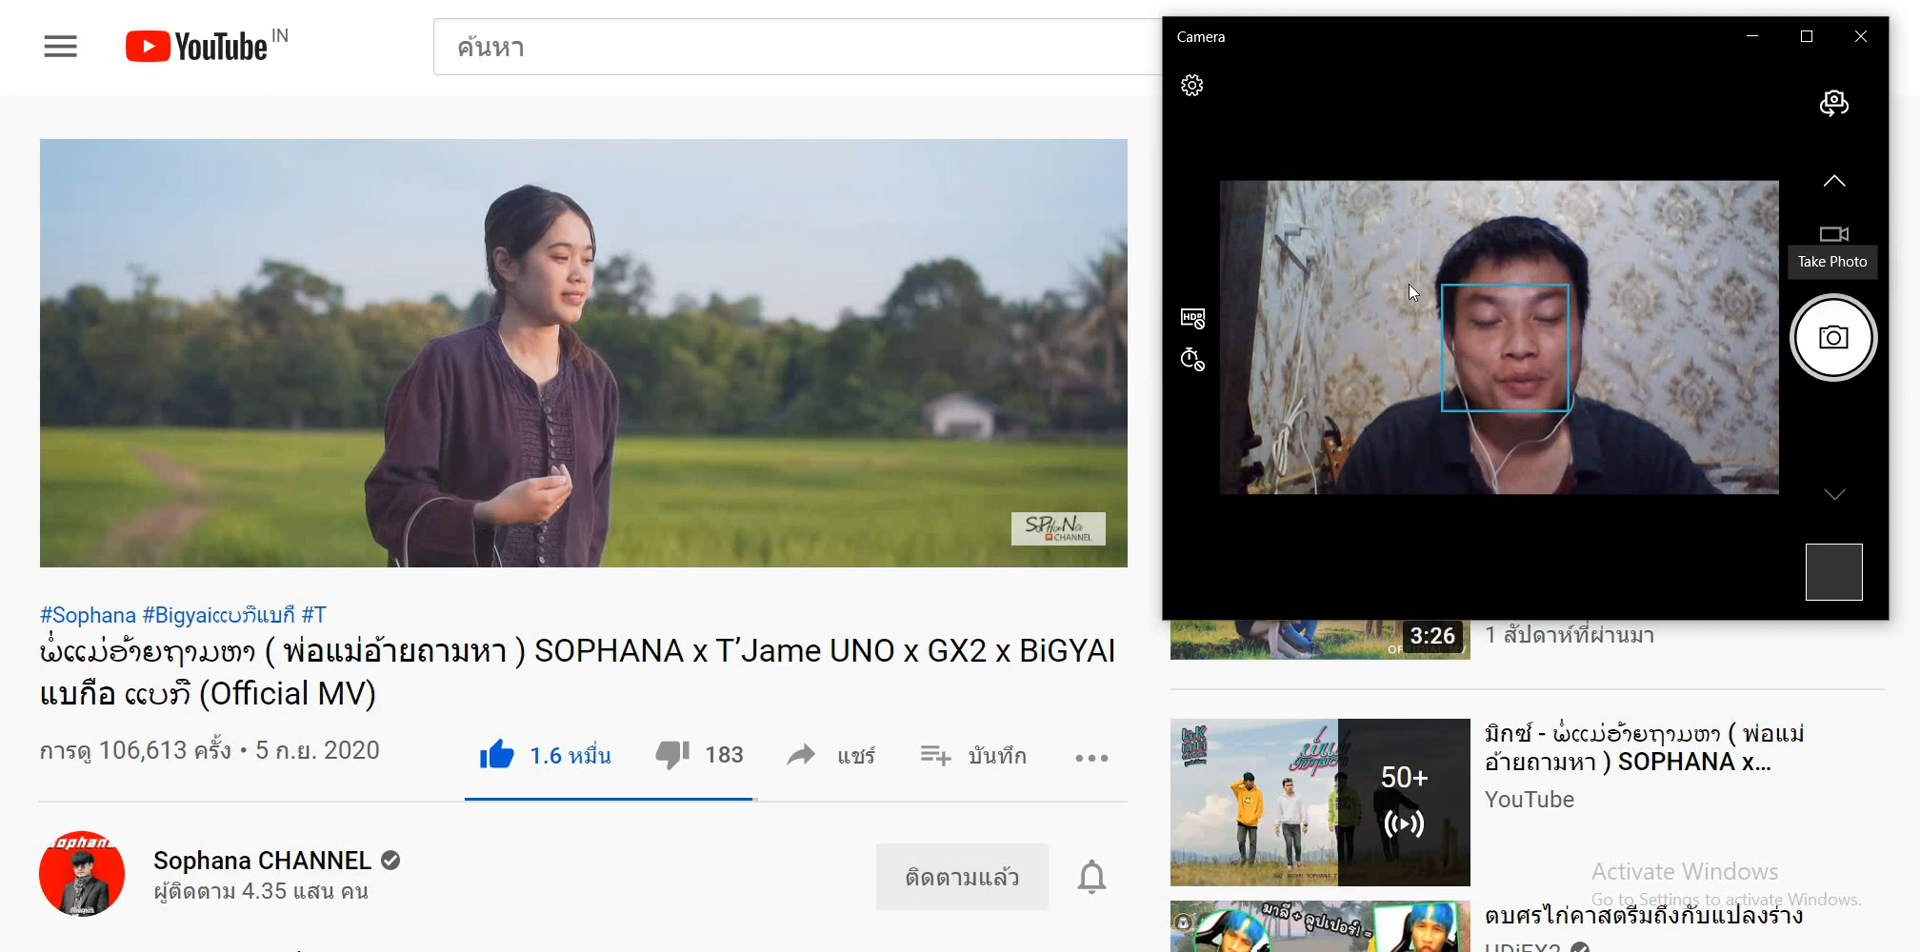 YouTube IN
ค้นหา
Camera
Take Photo
SOPHANA
CHANNEL
#Sophana #Bigyaiແບກືแบกื #T
ພໍ່ແມ່ອ້າຍຖາມຫາ ( พ่อแม่อ้ายถามหา ) SOPHANA x T’Jame UNO x GX2 x BiGYAI
แบกือ ແບກື (Official MV)
การดู 106,613 ครั้ง • 5 ก.ย. 2020
1.6 หมื่น
183
แชร์
บันทึก
Sophana CHANNEL
ผู้ติดตาม 4.35 แสน คน
ติดตามแล้ว
3:26
1 สัปดาห์ที่ผ่านมา
50+
มิกซ์ - ພໍ່ແມ່ອ້າຍຖາມຫາ ( พ่อแม่
อ้ายถามหา ) SOPHANA x...
YouTube
Activate Windows
Go to Settings to activate Windows.
ตบศรไก่คาสตรีมถึงกับแปลงร่าง
UDiEX2